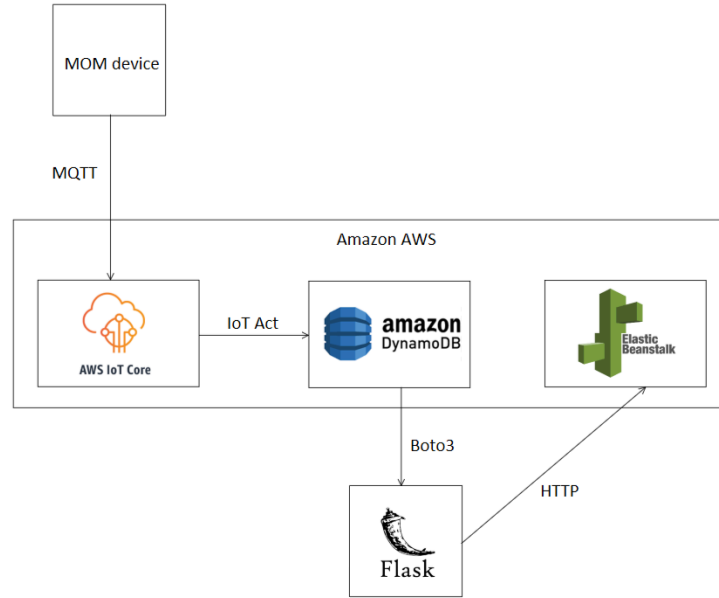 MOM device
MQTT
Amazon AWS
AWS IoT Core
IoT Act
amazon
DynamoDB
Elastic
Beanstalk
Boto3
HTTP
Flask